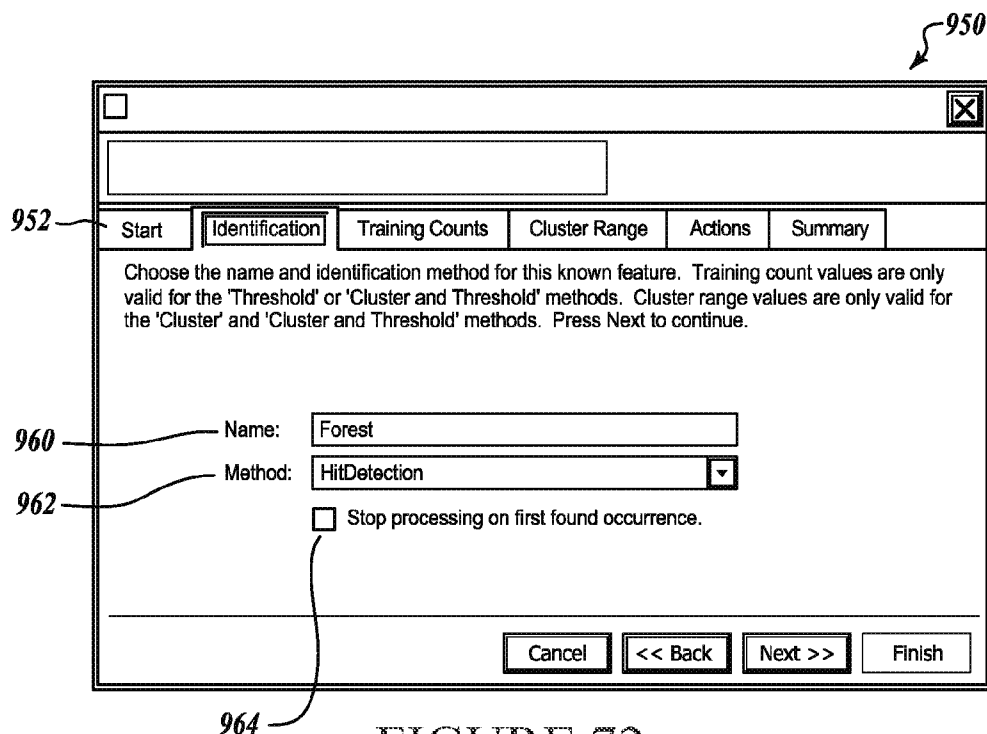 950
952
Start Identification Training Counts Cluster Range Actions Summary
Choose the name and identification method for this known feature. Training count values are only
valid for the 'Threshold' or 'Cluster and Threshold' methods. Cluster range values are only valid for
the 'Cluster' and 'Cluster and Threshold' methods. Press Next to continue.
960
Name: Forest
962
Method: HitDetection
Stop processing on first found occurrence.
Cancel << Back Next >> Finish
964